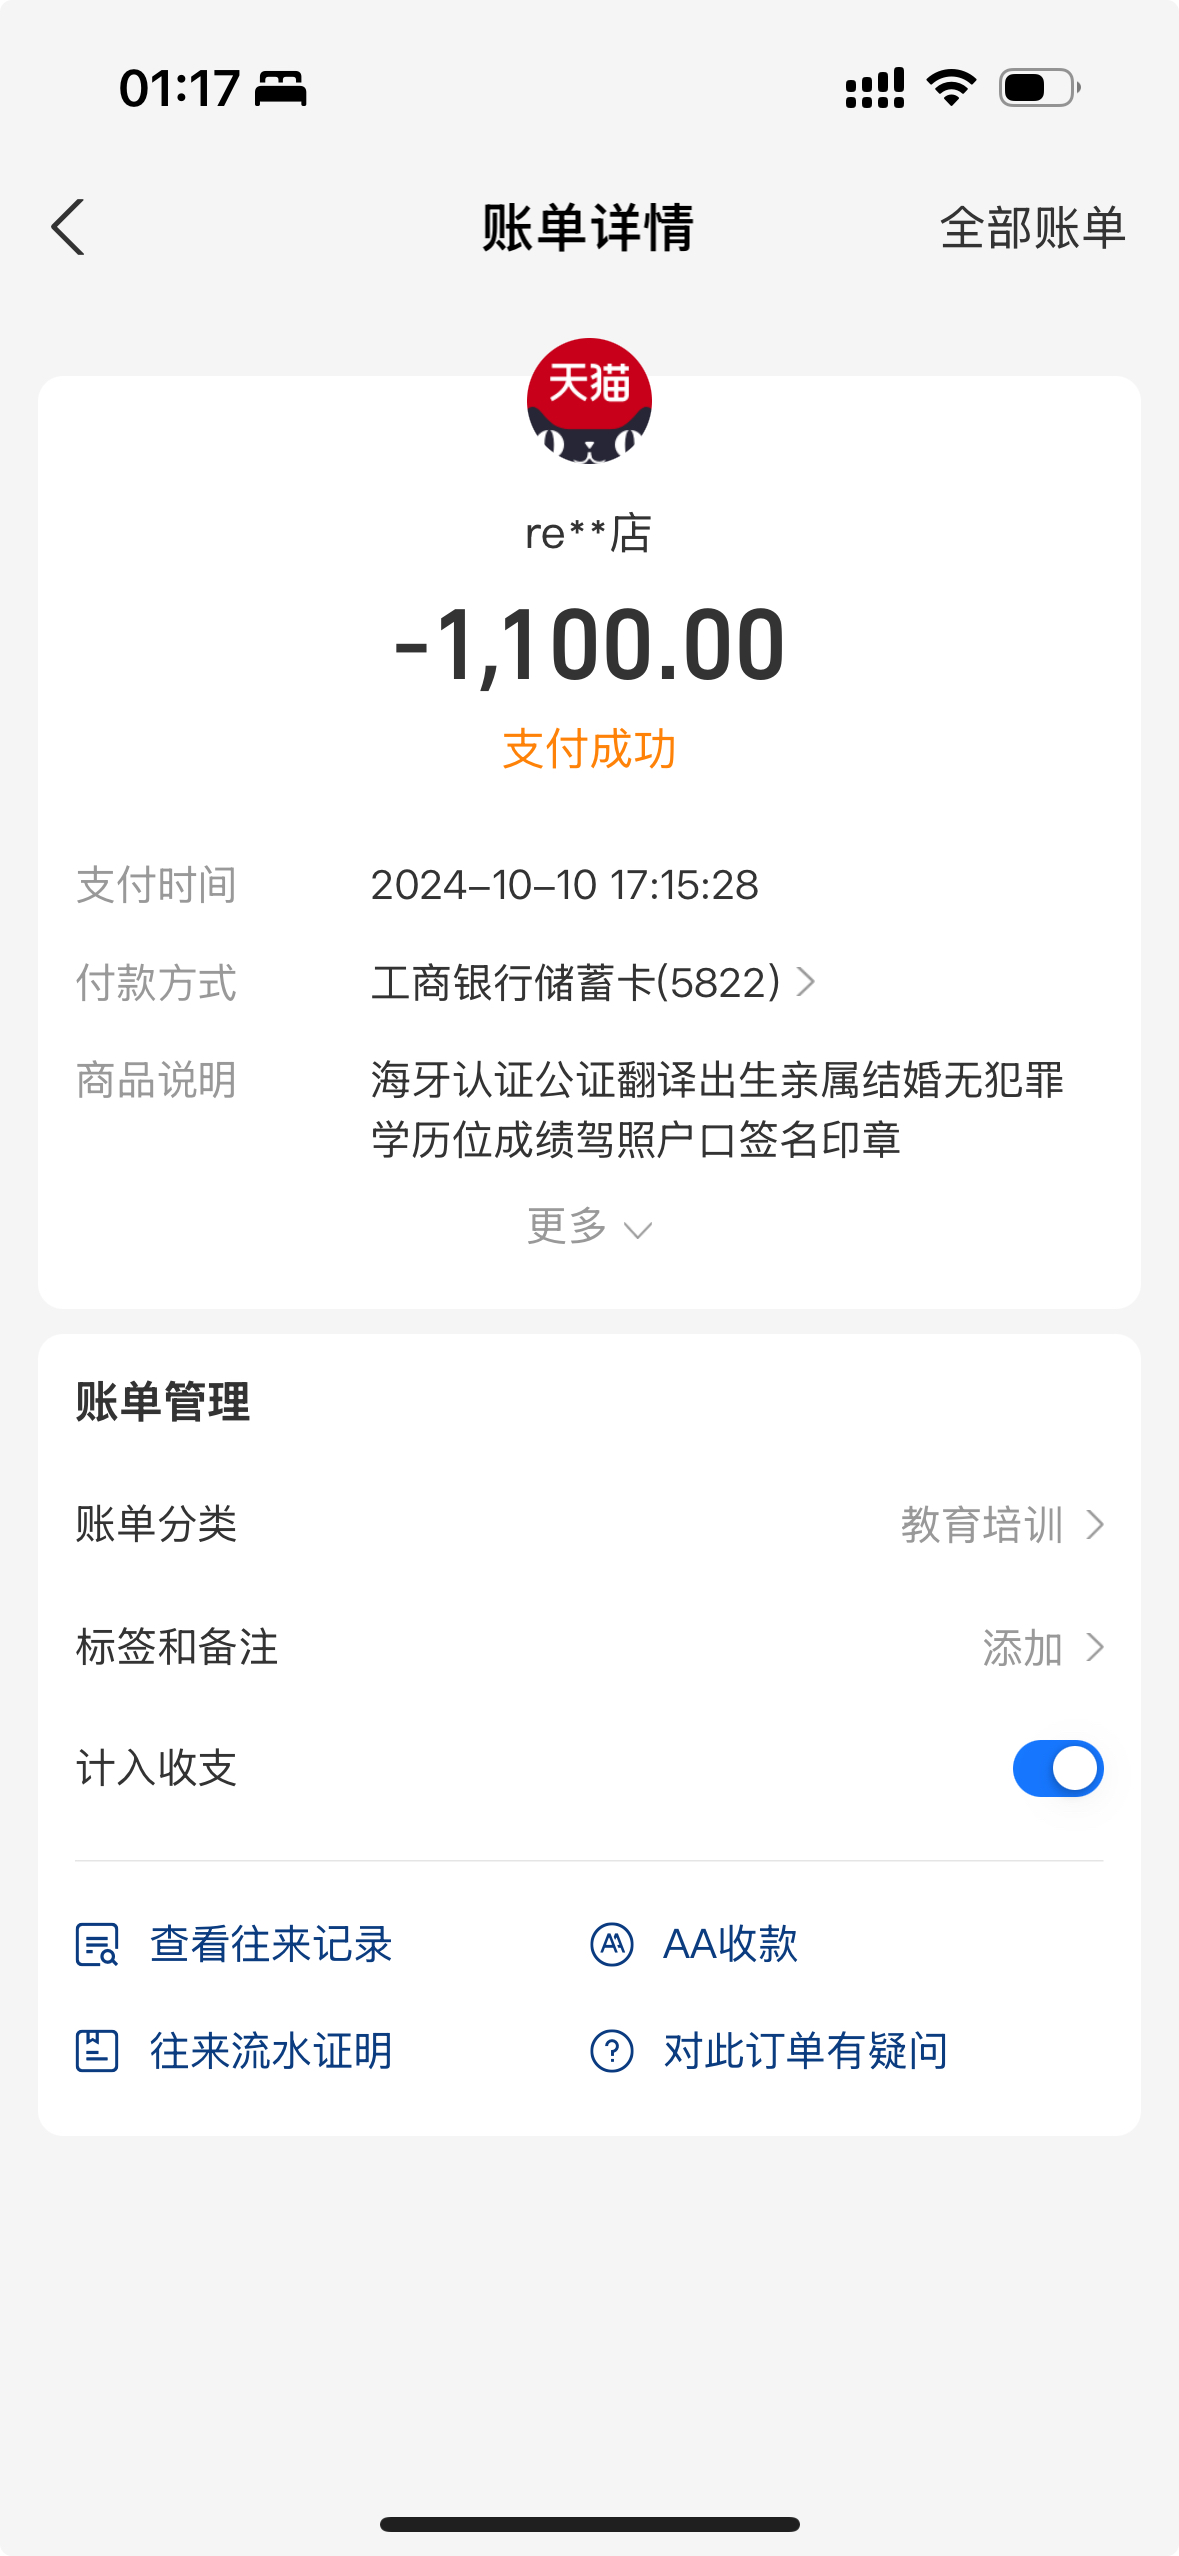 01:17
账单详情
全部账单
天猫
re**店
-1,100.00
支付成功
支付时间 2024-10-10 17:15:28
付款方式 工商银行储蓄卡(5822)
商品说明 海牙认证公证翻译出生亲属结婚无犯罪
学历位成绩驾照户口签名印章
更多
账单管理
账单分类 教育培训
标签和备注 添加
计入收支
查看往来记录 AA收款
往来流水证明 对此订单有疑问